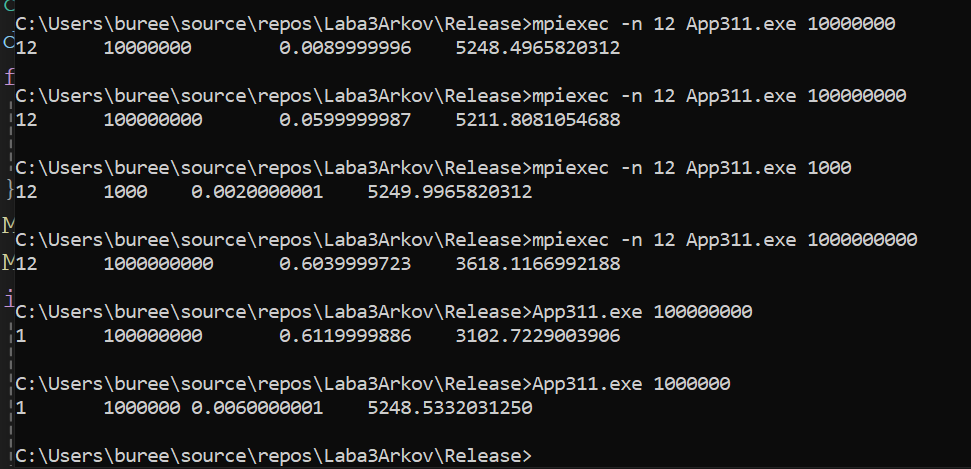 C:\Users\buree\source\repos\Laba3Arkov\Release>mpiexec -n 12 App311.exe 10000000
12 10000000 0.0089999996 5248.4965820312
C:\Users\buree\source\repos\Laba3Arkov\Release>mpiexec -n 12 App311.exe 100000000
12 100000000 0.0599999987 5211.8081054688
C:\Users\buree\source\repos\Laba3Arkov\Release>mpiexec -n 12 App311.exe 1000
12 1000 0.0020000001 5249.9965820312
C:\Users\buree\source\repos\Laba3Arkov\Release>mpiexec -n 12 App311.exe 1000000000
12 1000000000 0.6039999723 3618.1166992188
C:\Users\buree\source\repos\Laba3Arkov\Release>App311.exe 100000000
1 100000000 0.6119999886 3102.7229003906
C:\Users\buree\source\repos\Laba3Arkov\Release>App311.exe 1000000
1 1000000 0.0060000001 5248.5332031250
C:\Users\buree\source\repos\Laba3Arkov\Release>